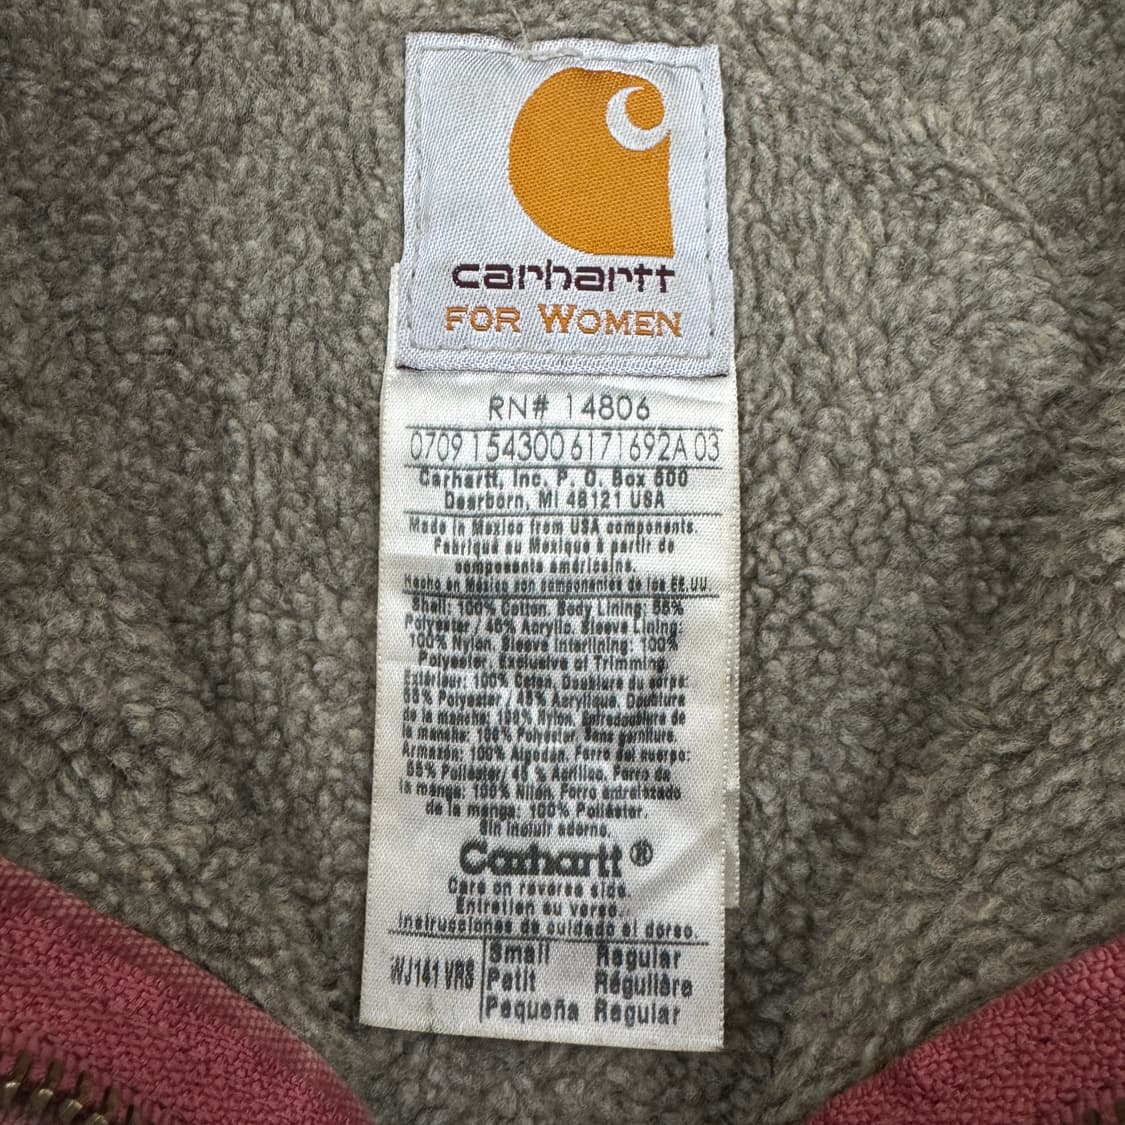 carhartt
FOR WOMEN
RN# 14806
0709 154300 6171692A 03
Carhartt, Inc. P. O. Box 600
Dearborn, MI 48121 USA
Made in Mexico from USA components.
Fabriqué au Mexique à partir de
composants américains.
Hecho en México con componentes de los EE.UU.
Shell: 100% Cotton. Body Lining: 55%
Polyester / 45% Acrylic. Sleeve Lining:
100% Nylon. Sleeve Interlining: 100%
Polyester. Exclusive of Trimming.
Extérieur: 100% Coton. Doublure du corps:
55% Polyester / 45% Acrylique. Doublure
de la manche: 100% Nylon. Entredoublure de
la manche: 100% Polyester. Sans garniture.
Armazón: 100% Algodon. Forro del cuerpo:
55% Poliéster/ 45% Acrílico. Forro de
la manga: 100% Nilón. Forro entrelazado
de la manga: 100% Poliéster.
Sin incluir adorno.
Carhartt ®
Care on reverse side.
Entretien au verso.
Instrucciones de cuidado al dorso.
WJ141 VRS
Small Regular
Petit Régulière
Pequeña Regular